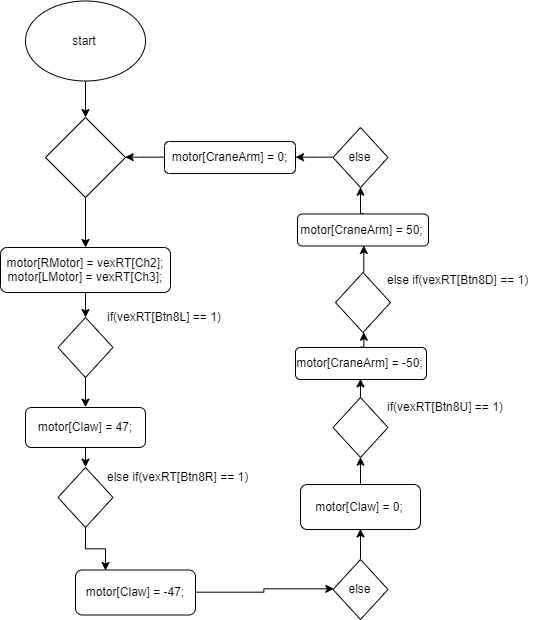 start
motor[RMotor] = vexRT[Ch2];
motor[LMotor] = vexRT[Ch3];
if(vexRT[Btn8L] == 1)
motor[Claw] = 47;
else if(vexRT[Btn8R] == 1)
motor[Claw] = -47;
else
motor[Claw] = 0;
if(vexRT[Btn8U] == 1)
motor[CraneArm] = -50;
else if(vexRT[Btn8D] == 1)
motor[CraneArm] = 50;
else
motor[CraneArm] = 0;